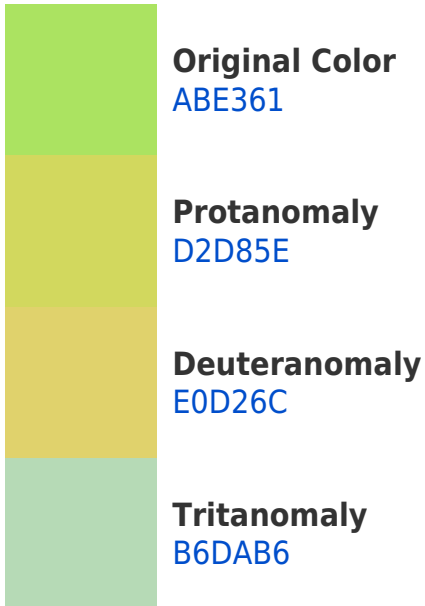 Original Color
ABE361
Protanomaly
D2D85E
Deuteranomaly
E0D26C
Tritanomaly
B6DAB6